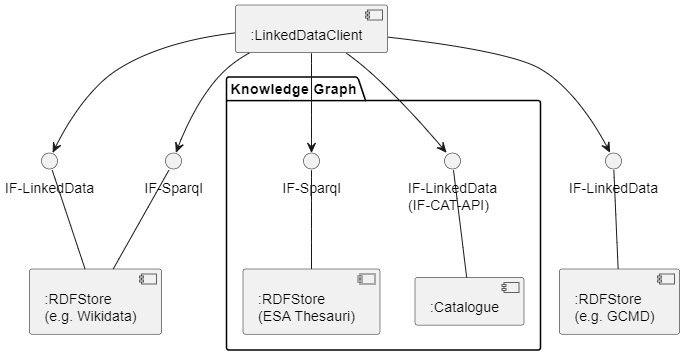 :LinkedDataClient
Knowledge Graph
IF-LinkedData
IF-Sparql
IF-Sparql
IF-LinkedData
(IF-CAT-API)
IF-LinkedData
:RDFStore
(e.g. Wikidata)
:RDFStore
(ESA Thesauri)
:Catalogue
:RDFStore
(e.g. GCMD)